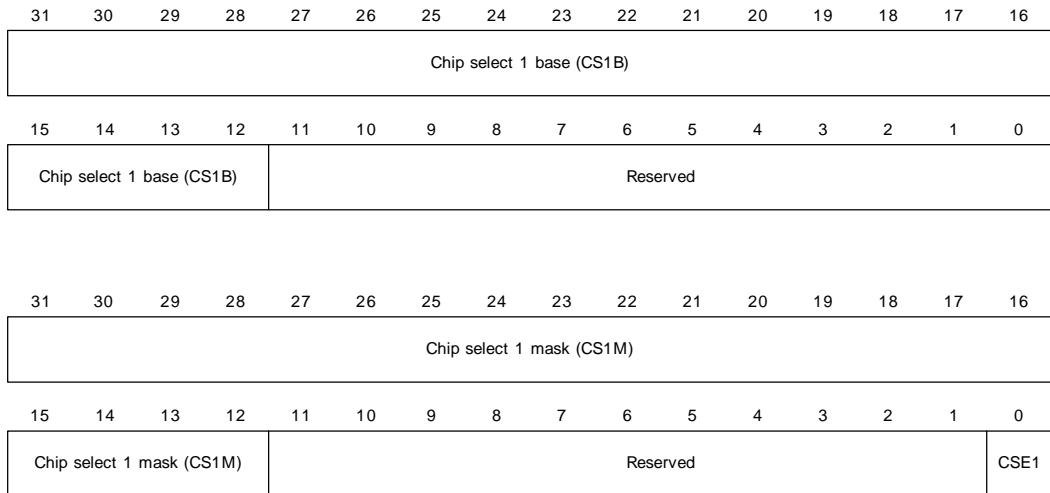 31 30 29 28 27 26 25 24 23 22 21 20 19 18 17 16
Chip select 1 base (CS1B)
15 14 13 12 11 10 9 8 7 6 5 4 3 2 1 0
Chip select 1 base (CS1B) Reserved
31 30 29 28 27 26 25 24 23 22 21 20 19 18 17 16
Chip select 1 mask (CS1M)
15 14 13 12 11 10 9 8 7 6 5 4 3 2 1 0
Chip select 1 mask (CS1M) Reserved CSE1